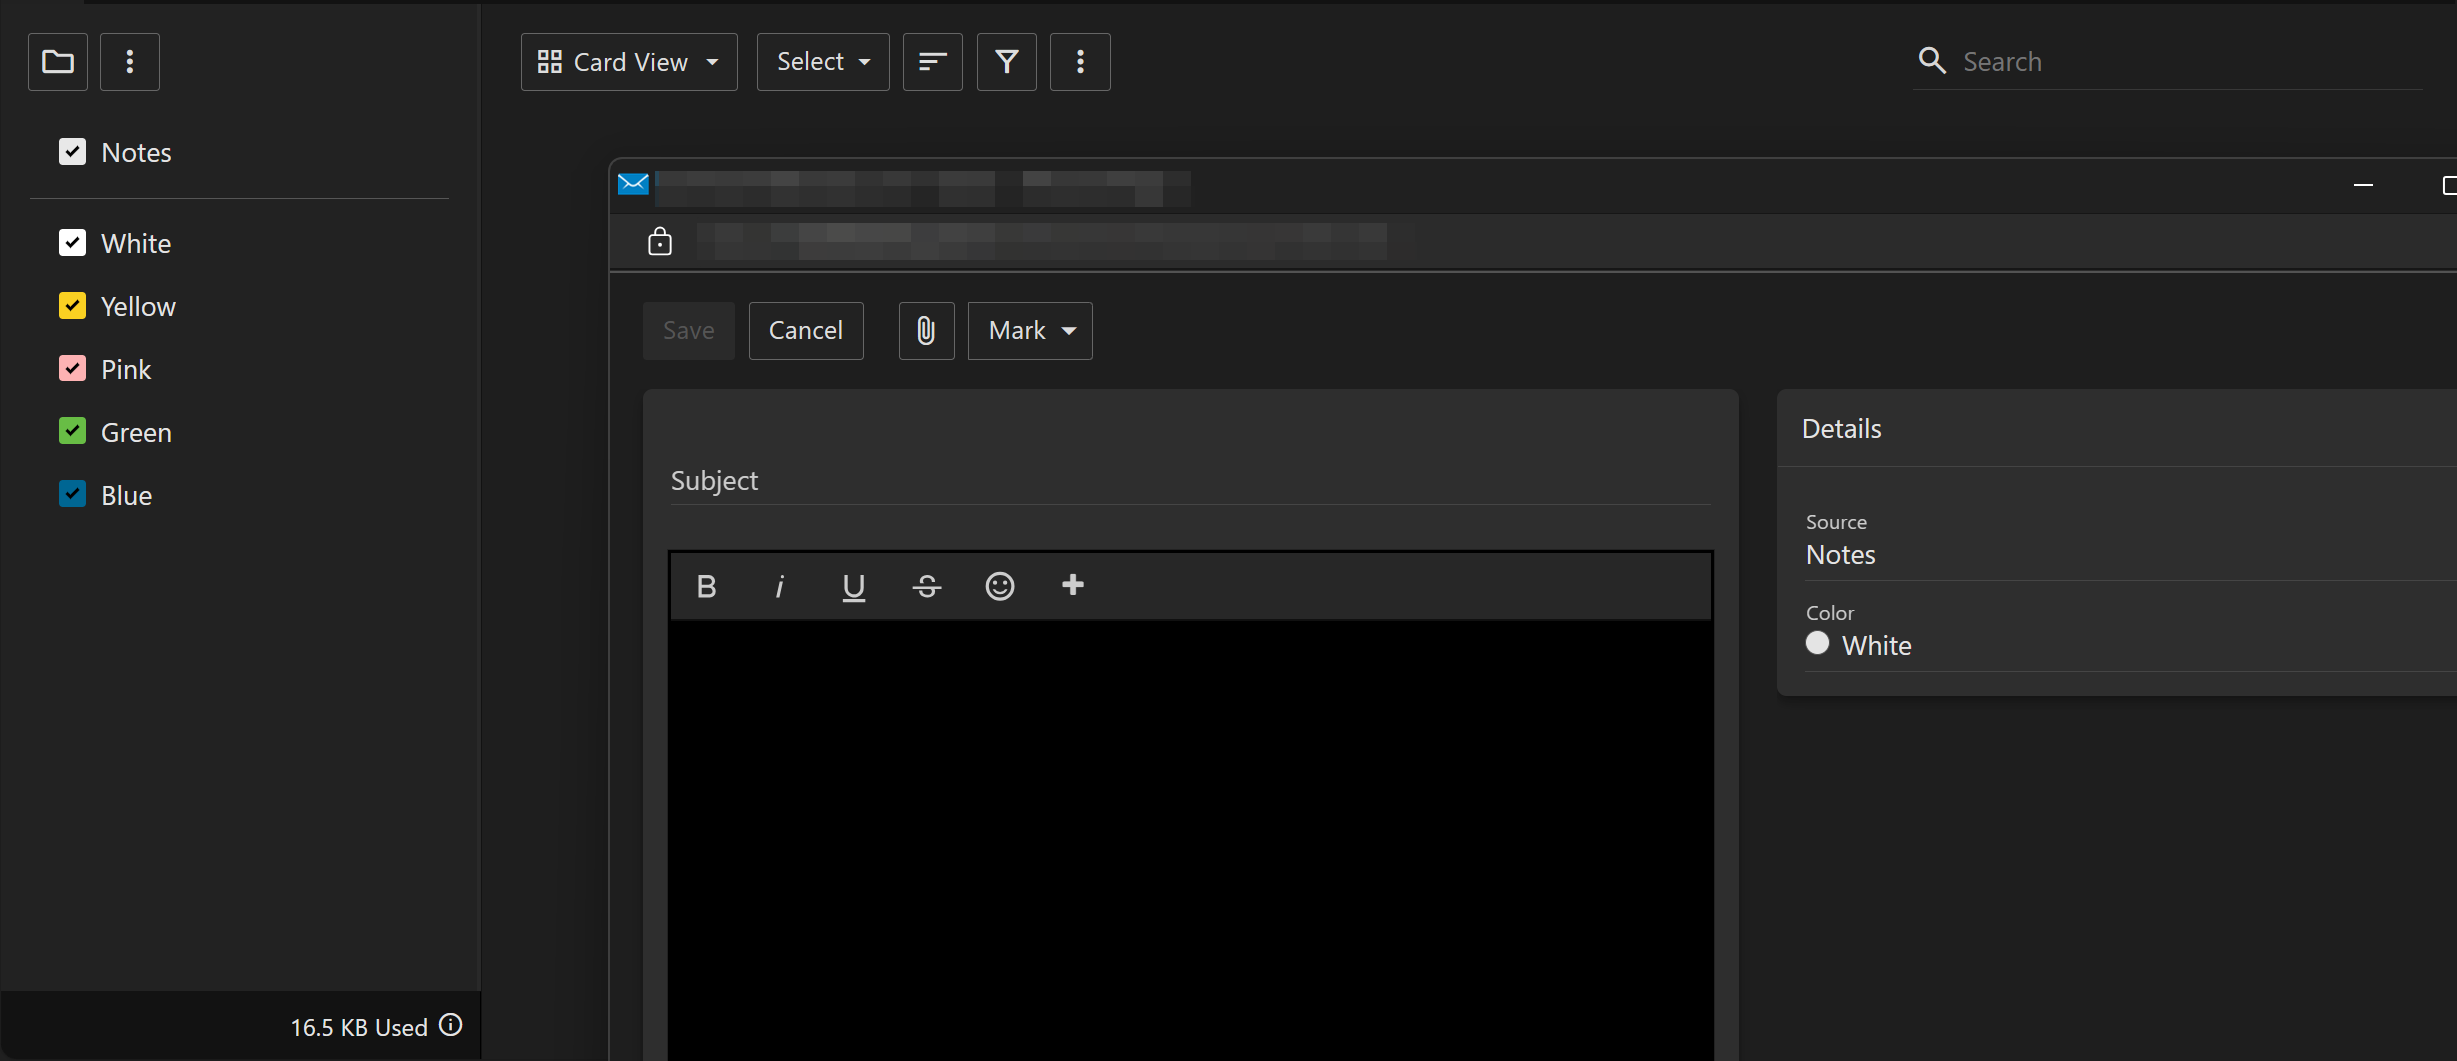 Card View
Select
Search
Notes
White
Yellow
Pink
Green
Blue
16.5 KB Used
Save
Cancel
Mark
Subject
B i U S
Details
Source
Notes
Color
White